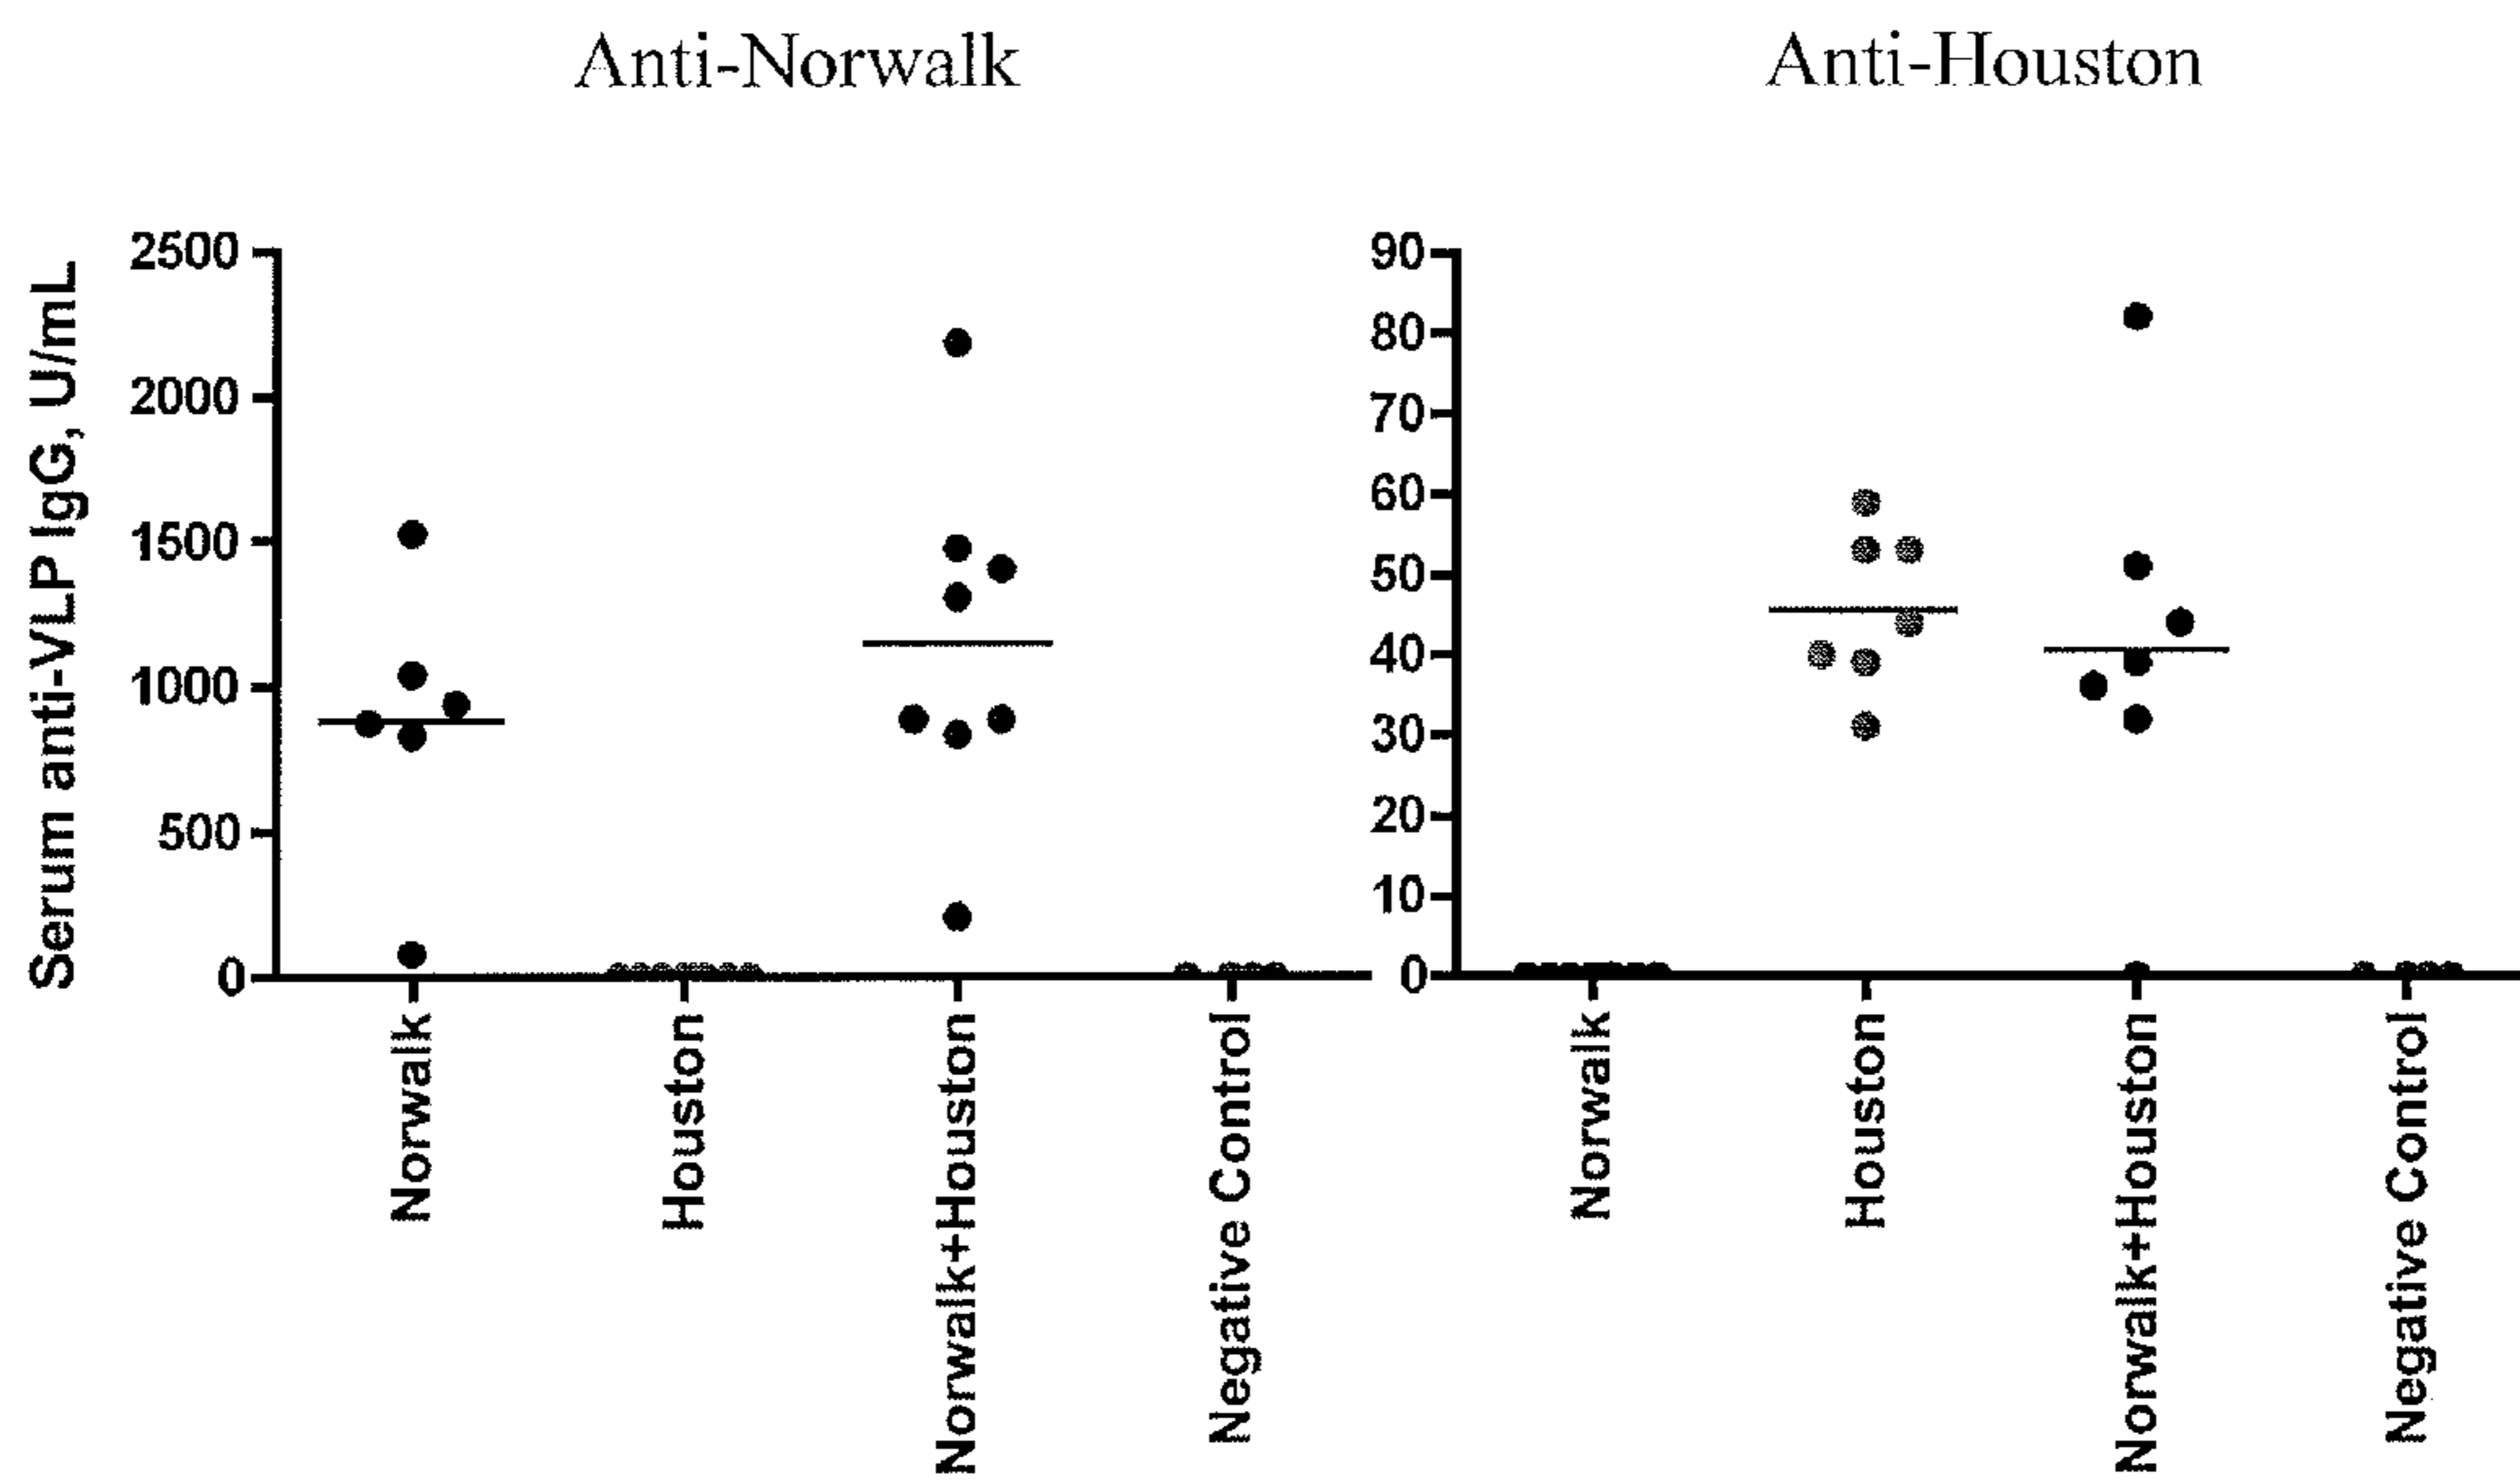 Anti-Norwalk
Anti-Houston
Serum anti-VLP IgG, U/mL
2500
2000
1500
1000
500
0
Norwalk
Houston
Norwalk+Houston
Negative Control
90
80
70
60
50
40
30
20
10
0
Norwalk
Houston
Norwalk+Houston
Negative Control